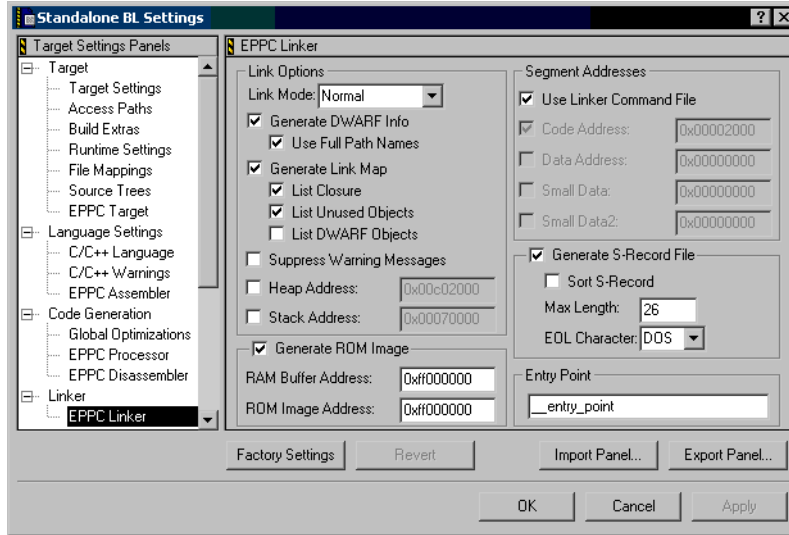 Standalone BL Settings
Target Settings Panels
Target
Target Settings
Access Paths
Build Extras
Runtime Settings
File Mappings
Source Trees
EPPC Target
Language Settings
C/C++ Language
C/C++ Warnings
EPPC Assembler
Code Generation
Global Optimizations
EPPC Processor
EPPC Disassembler
Linker
EPPC Linker
EPPC Linker
Link Options
Link Mode: Normal
Generate DWARF Info
Use Full Path Names
Generate Link Map
List Closure
List Unused Objects
List DWARF Objects
Suppress Warning Messages
Heap Address: 0x00c02000
Stack Address: 0x00070000
Generate ROM Image
RAM Buffer Address: 0xff000000
ROM Image Address: 0xff000000
Segment Addresses
Use Linker Command File
Code Address: 0x00002000
Data Address: 0x00000000
Small Data: 0x00000000
Small Data2: 0x00000000
Generate S-Record File
Sort S-Record
Max Length: 26
EOL Character: DOS
Entry Point
__entry_point
Factory Settings
Revert
Import Panel...
Export Panel...
OK
Cancel
Apply